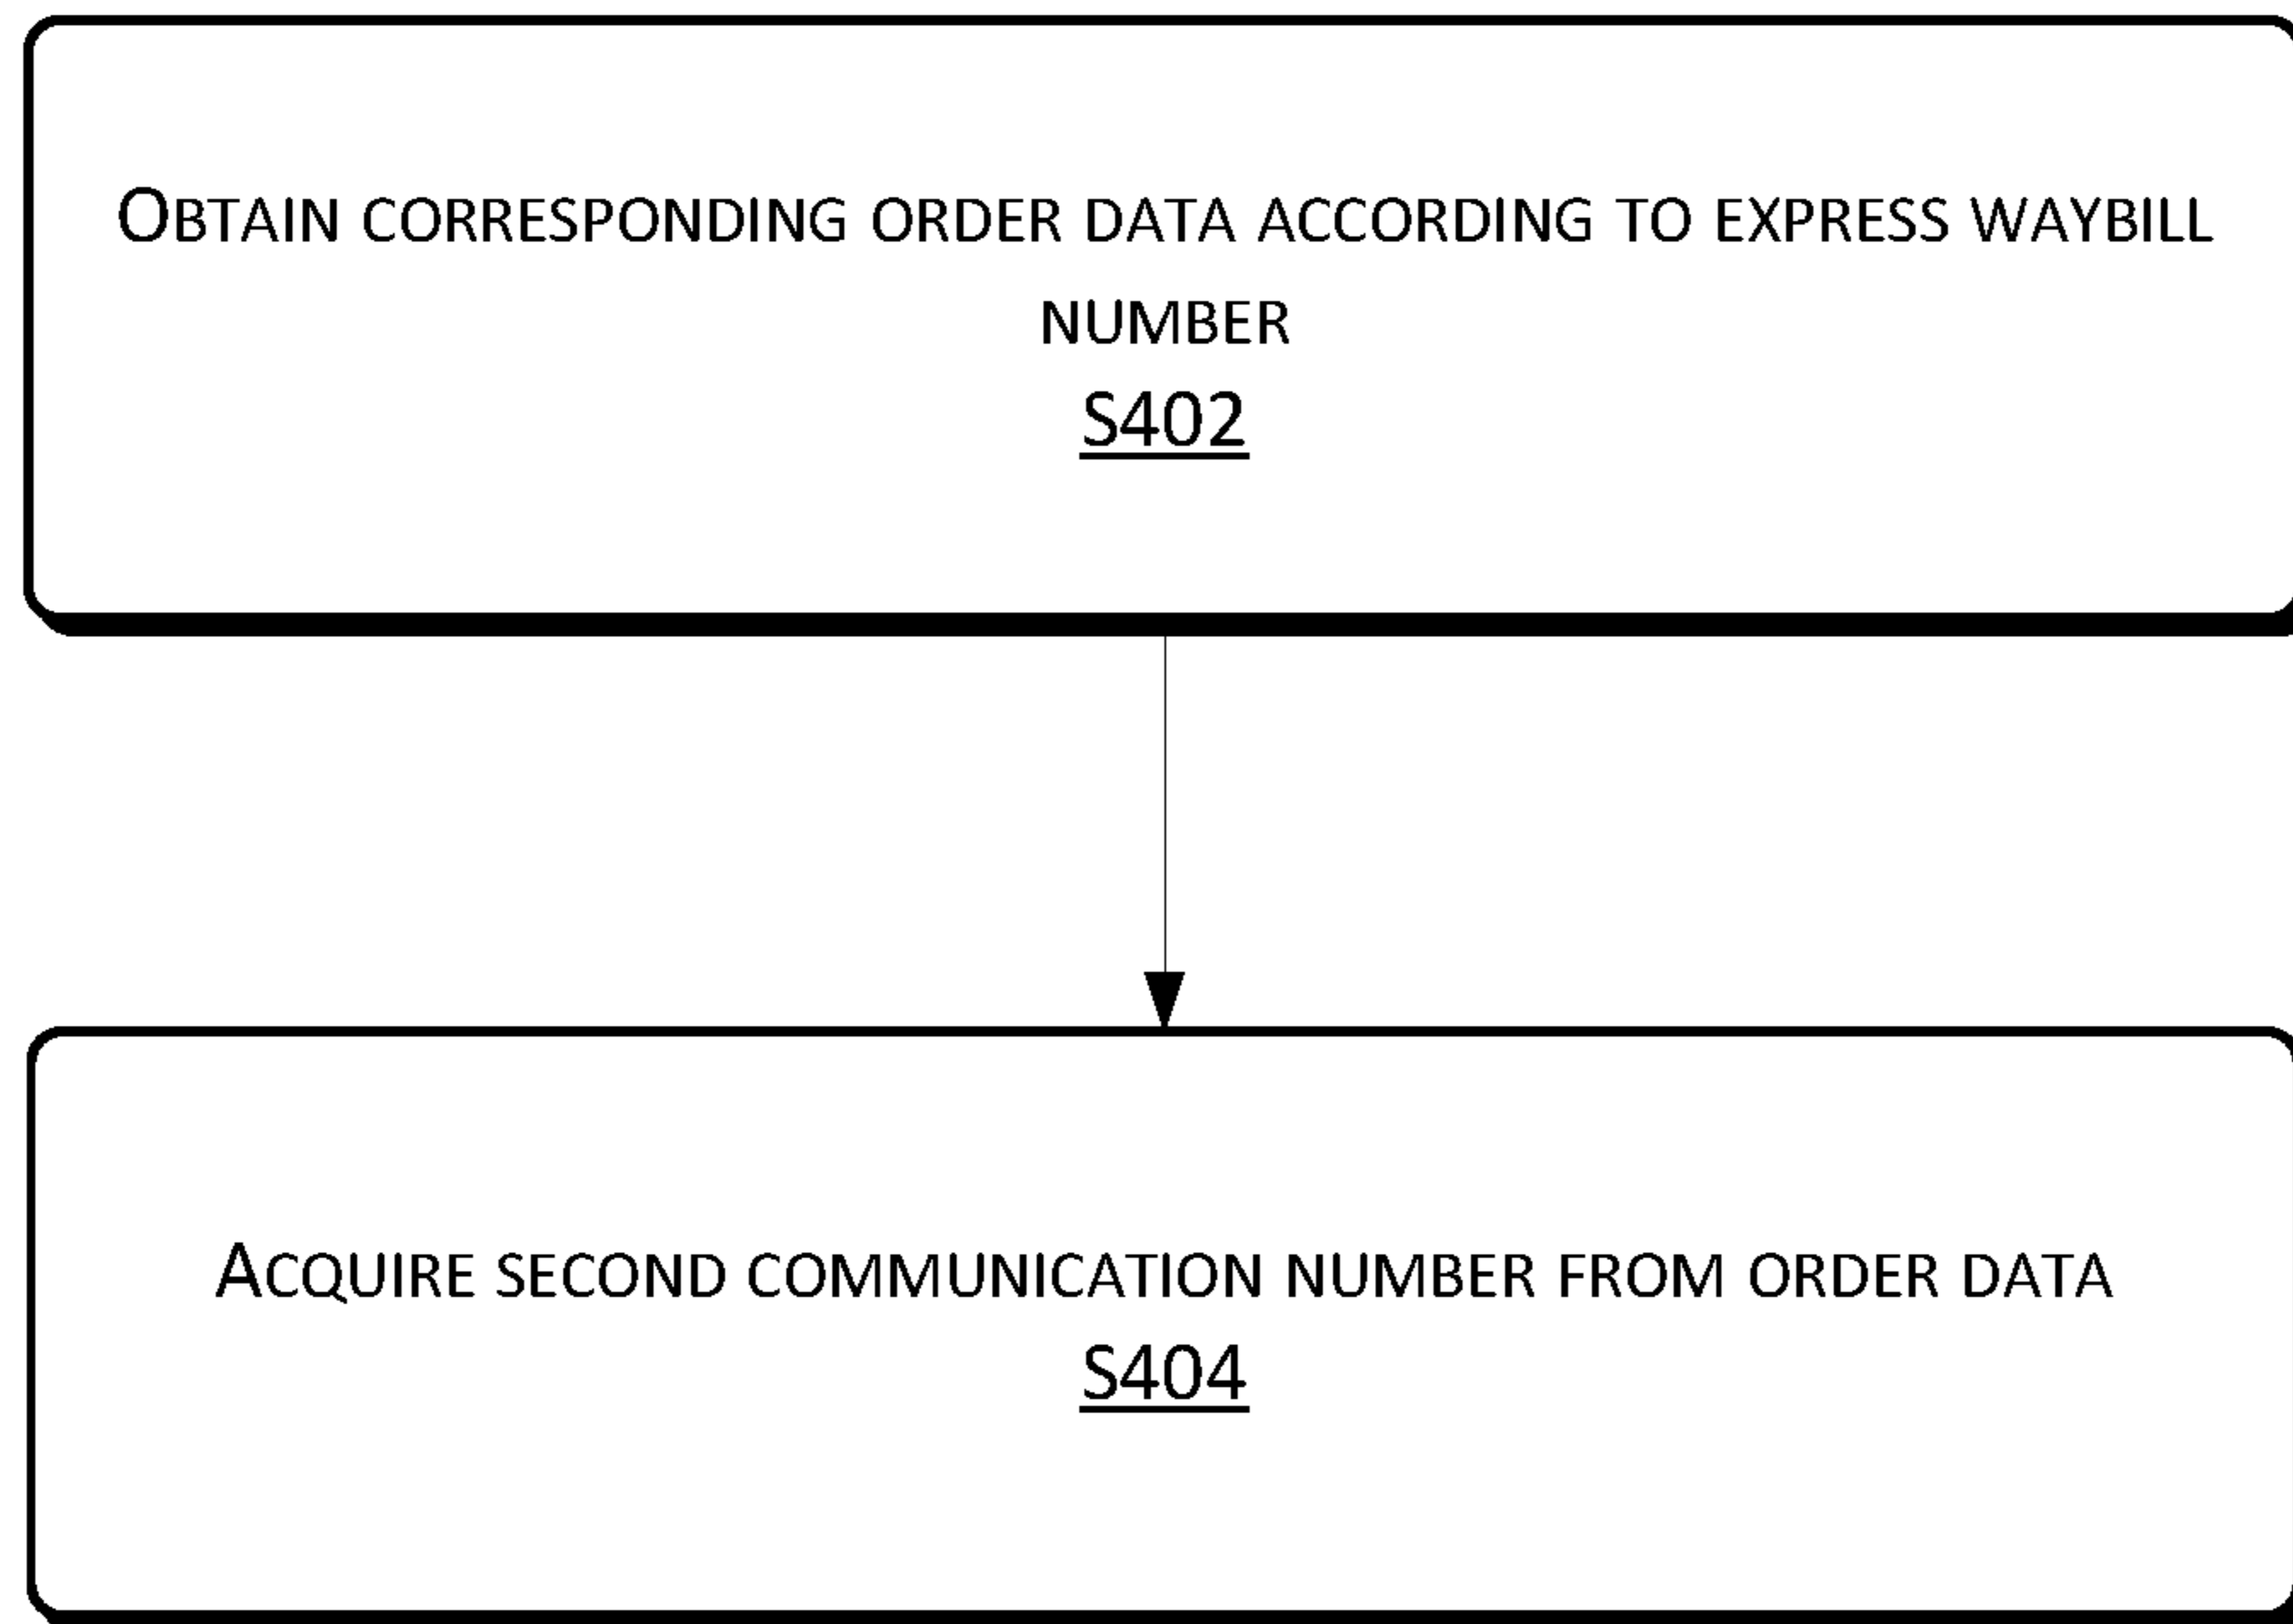 Obtain corresponding order data according to express waybill
number
S402
Acquire second communication number from order data
S404